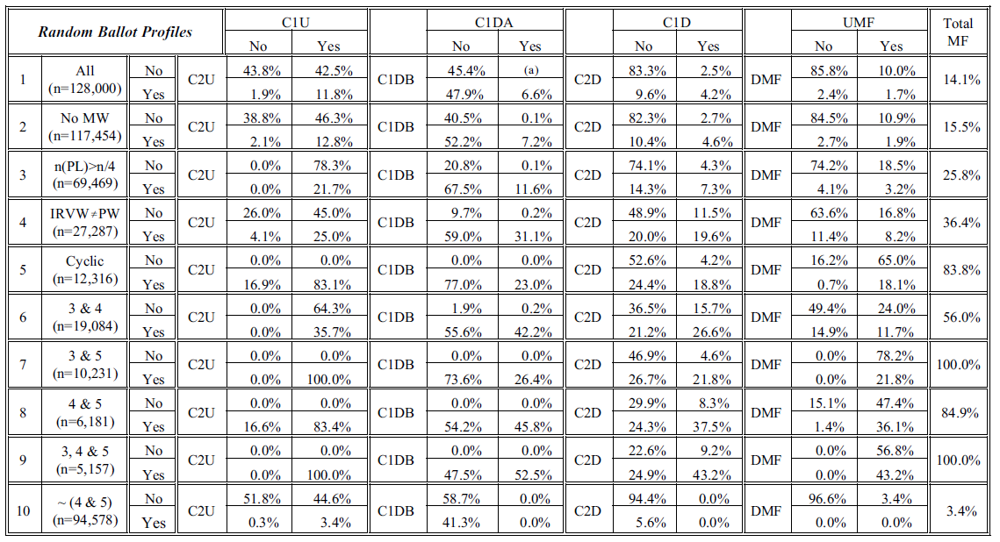 Random Ballot Profiles C1U C1DA C1D UMF Total MF
No Yes No Yes No Yes No Yes
1 All (n=128,000) No C2U 43.8% 42.5% C1DB 45.4% (a) C2D 83.3% 2.5% DMF 85.8% 10.0% 14.1%
Yes 1.9% 11.8% 47.9% 6.6% 9.6% 4.2% 2.4% 1.7%
2 No MW (n=117,454) No C2U 38.8% 46.3% C1DB 40.5% 0.1% C2D 82.3% 2.7% DMF 84.5% 10.9% 15.5%
Yes 2.1% 12.8% 52.2% 7.2% 10.4% 4.6% 2.7% 1.9%
3 n(PL)>n/4 (n=69,469) No C2U 0.0% 78.3% C1DB 20.8% 0.1% C2D 74.1% 4.3% DMF 74.2% 18.5% 25.8%
Yes 0.0% 21.7% 67.5% 11.6% 14.3% 7.3% 4.1% 3.2%
4 IRVW≠PW (n=27,287) No C2U 26.0% 45.0% C1DB 9.7% 0.2% C2D 48.9% 11.5% DMF 63.6% 16.8% 36.4%
Yes 4.1% 25.0% 59.0% 31.1% 20.0% 19.6% 11.4% 8.2%
5 Cyclic (n=12,316) No C2U 0.0% 0.0% C1DB 0.0% 0.0% C2D 52.6% 4.2% DMF 16.2% 65.0% 83.8%
Yes 16.9% 83.1% 77.0% 23.0% 24.4% 18.8% 0.7% 18.1%
6 3 & 4 (n=19,084) No C2U 0.0% 64.3% C1DB 1.9% 0.2% C2D 36.5% 15.7% DMF 49.4% 24.0% 56.0%
Yes 0.0% 35.7% 55.6% 42.2% 21.2% 26.6% 14.9% 11.7%
7 3 & 5 (n=10,231) No C2U 0.0% 0.0% C1DB 0.0% 0.0% C2D 46.9% 4.6% DMF 0.0% 78.2% 100.0%
Yes 0.0% 100.0% 73.6% 26.4% 26.7% 21.8% 0.0% 21.8%
8 4 & 5 (n=6,181) No C2U 0.0% 0.0% C1DB 0.0% 0.0% C2D 29.9% 8.3% DMF 15.1% 47.4% 84.9%
Yes 16.6% 83.4% 54.2% 45.8% 24.3% 37.5% 1.4% 36.1%
9 3, 4 & 5 (n=5,157) No C2U 0.0% 0.0% C1DB 0.0% 0.0% C2D 22.6% 9.2% DMF 0.0% 56.8% 100.0%
Yes 0.0% 100.0% 47.5% 52.5% 24.9% 43.2% 0.0% 43.2%
10 ~ (4 & 5) (n=94,578) No C2U 51.8% 44.6% C1DB 58.7% 0.0% C2D 94.4% 0.0% DMF 96.6% 3.4% 3.4%
Yes 0.3% 3.4% 41.3% 0.0% 5.6% 0.0% 0.0% 0.0%